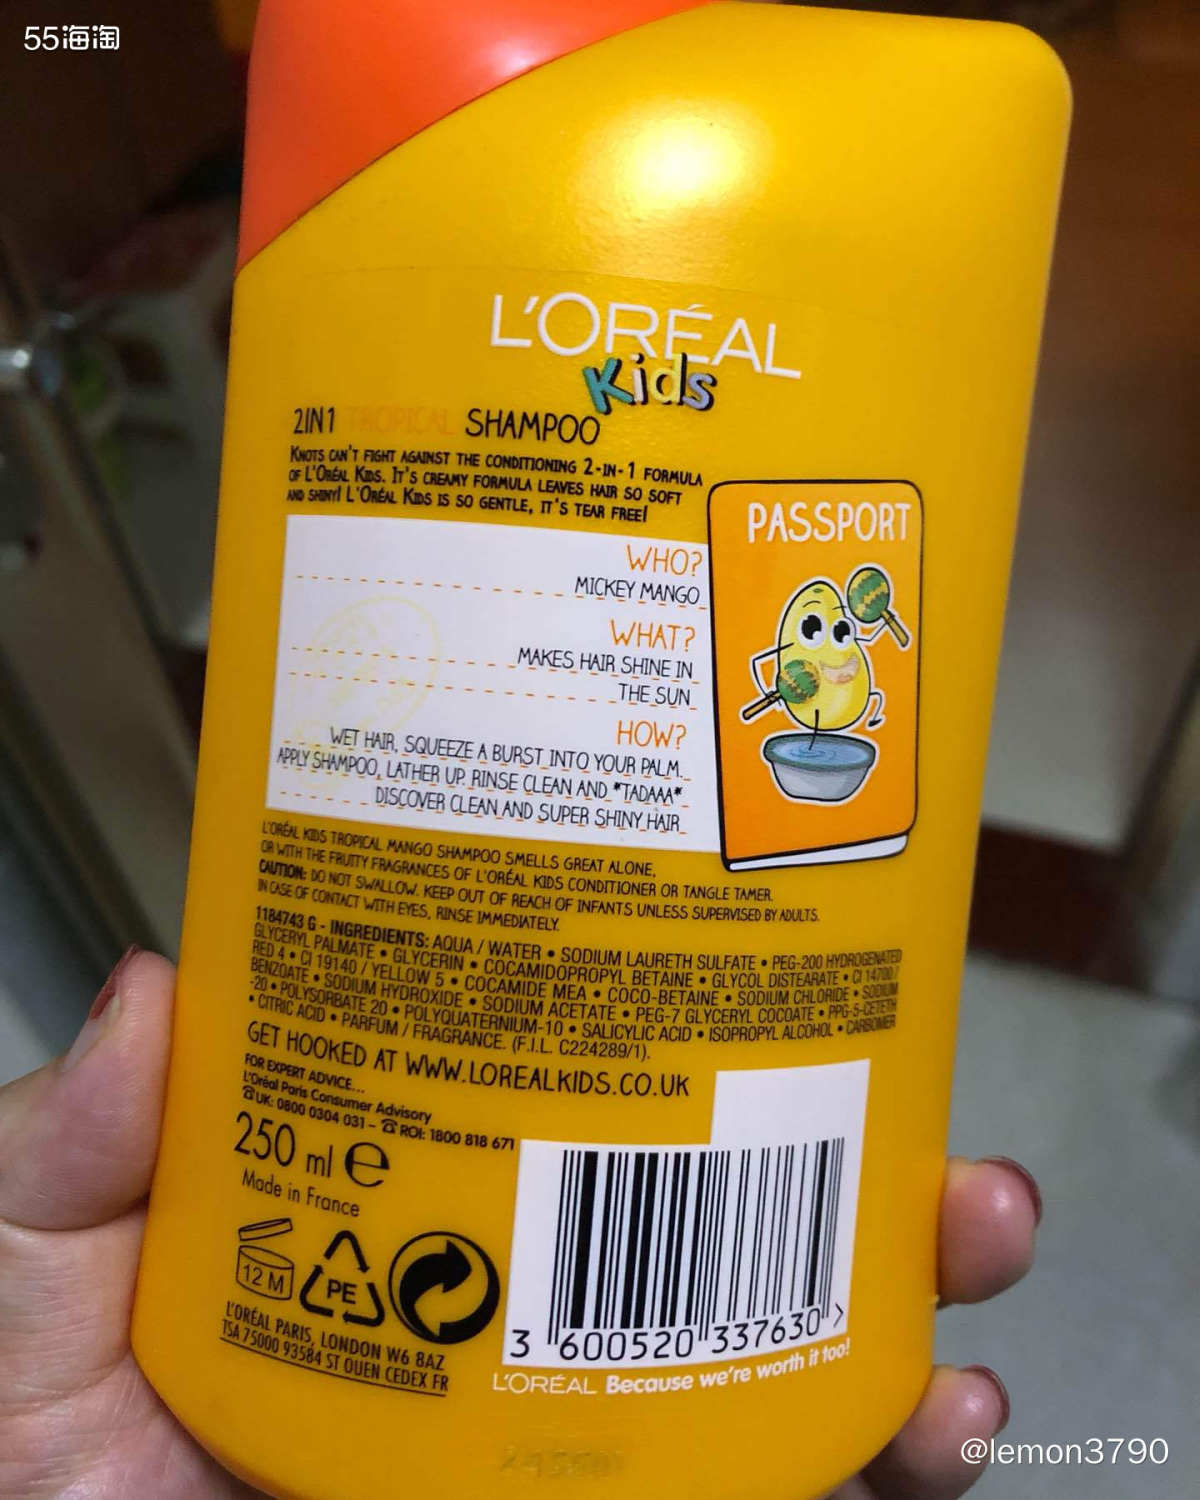 55海淘
L'ORÉAL
Kids
2IN1 TROPICAL SHAMPOO
KNOTS CAN'T FIGHT AGAINST THE CONDITIONING 2-IN-1 FORMULA
OF L'ORÉAL KIDS. IT'S CREAMY FORMULA LEAVES HAIR SO SOFT
AND SHINY! L'ORÉAL KIDS IS SO GENTLE, IT'S TEAR FREE!
PASSPORT
WHO?
MICKEY MANGO
WHAT?
MAKES HAIR SHINE IN
THE SUN
HOW?
WET HAIR, SQUEEZE A BURST INTO YOUR PALM.
APPLY SHAMPOO, LATHER UP, RINSE CLEAN AND *TADAAA*
DISCOVER CLEAN AND SUPER SHINY HAIR
L'ORÉAL KIDS TROPICAL MANGO SHAMPOO SMELLS GREAT ALONE,
OR WITH THE FRUITY FRAGRANCES OF L'ORÉAL KIDS CONDITIONER OR TANGLE TAMER.
CAUTION: DO NOT SWALLOW. KEEP OUT OF REACH OF INFANTS UNLESS SUPERVISED BY ADULTS.
IN CASE OF CONTACT WITH EYES, RINSE IMMEDIATELY.
1184743 G - INGREDIENTS: AQUA / WATER • SODIUM LAURETH SULFATE • PEG-200 HYDROGENATED
GLYCERYL PALMATE • GLYCERIN • COCAMIDOPROPYL BETAINE • GLYCOL DISTEARATE • CI 14700 /
RED 4 • CI 19140 / YELLOW 5 • COCAMIDE MEA • COCO-BETAINE • SODIUM CHLORIDE • SODIUM
BENZOATE • SODIUM HYDROXIDE • SODIUM ACETATE • PEG-7 GLYCERYL COCOATE • PPG-5-CETETH
-20 • POLYSORBATE 20 • POLYQUATERNIUM-10 • SALICYLIC ACID • ISOPROPYL ALCOHOL • CARBOMER
• CITRIC ACID • PARFUM / FRAGRANCE. (F.I.L. C224289/1).
GET HOOKED AT WWW.LOREALKIDS.CO.UK
FOR EXPERT ADVICE...
L'Oréal Paris Consumer Advisory
☎UK: 0800 0304 031 – ☎ROI: 1800 818 671
250 ml ℮
Made in France
12 M
PE
L'ORÉAL PARIS, LONDON W6 8AZ
TSA 75000 93584 ST OUEN CEDEX FR
3 600520 337630 >
L'ORÉAL Because we're worth it too!
@lemon3790